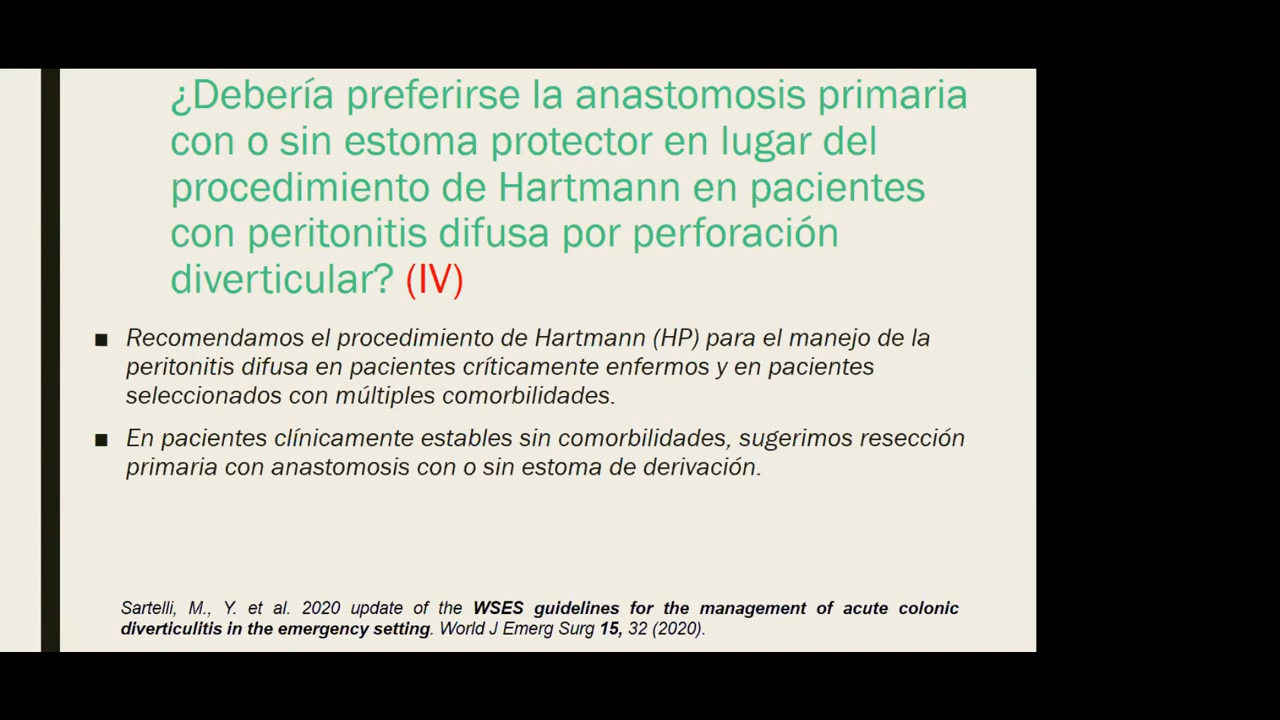 ¿Debería preferirse la anastomosis primaria
con o sin estoma protector en lugar del
procedimiento de Hartmann en pacientes
con peritonitis difusa por perforación
diverticular? (IV)
■ Recomendamos el procedimiento de Hartmann (HP) para el manejo de la
peritonitis difusa en pacientes críticamente enfermos y en pacientes
seleccionados con múltiples comorbilidades.
■ En pacientes clínicamente estables sin comorbilidades, sugerimos resección
primaria con anastomosis con o sin estoma de derivación.
Sartelli, M., Y. et al. 2020 update of the WSES guidelines for the management of acute colonic
diverticulitis in the emergency setting. World J Emerg Surg 15, 32 (2020).